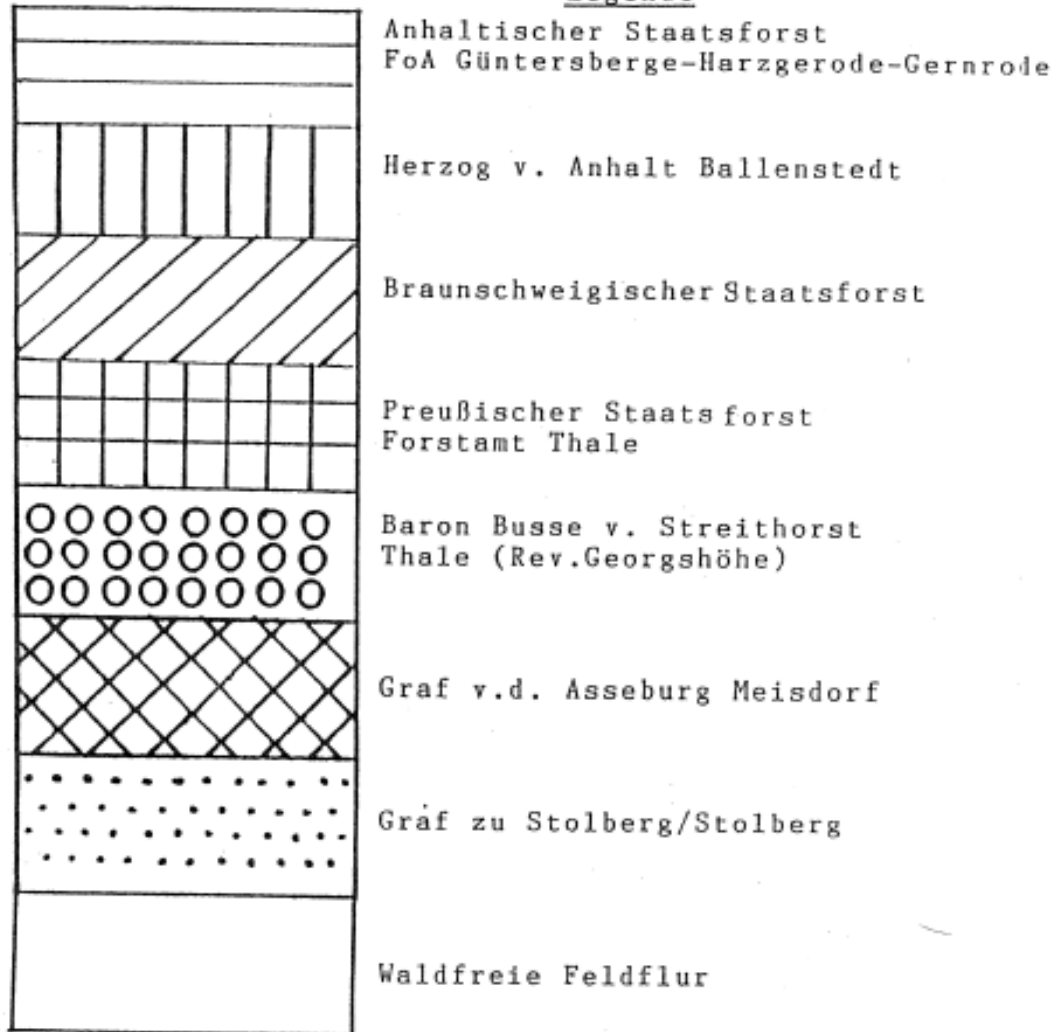 Legende
Anhaltischer Staatsforst
FoA Güntersberge-Harzgerode-Gernrode
Herzog v. Anhalt Ballenstedt
Braunschweigischer Staatsforst
Preußischer Staatsforst
Forstamt Thale
Baron Busse v. Streithorst
Thale (Rev.Georgshöhe)
Graf v.d. Asseburg Meisdorf
Graf zu Stolberg/Stolberg
Waldfreie Feldflur